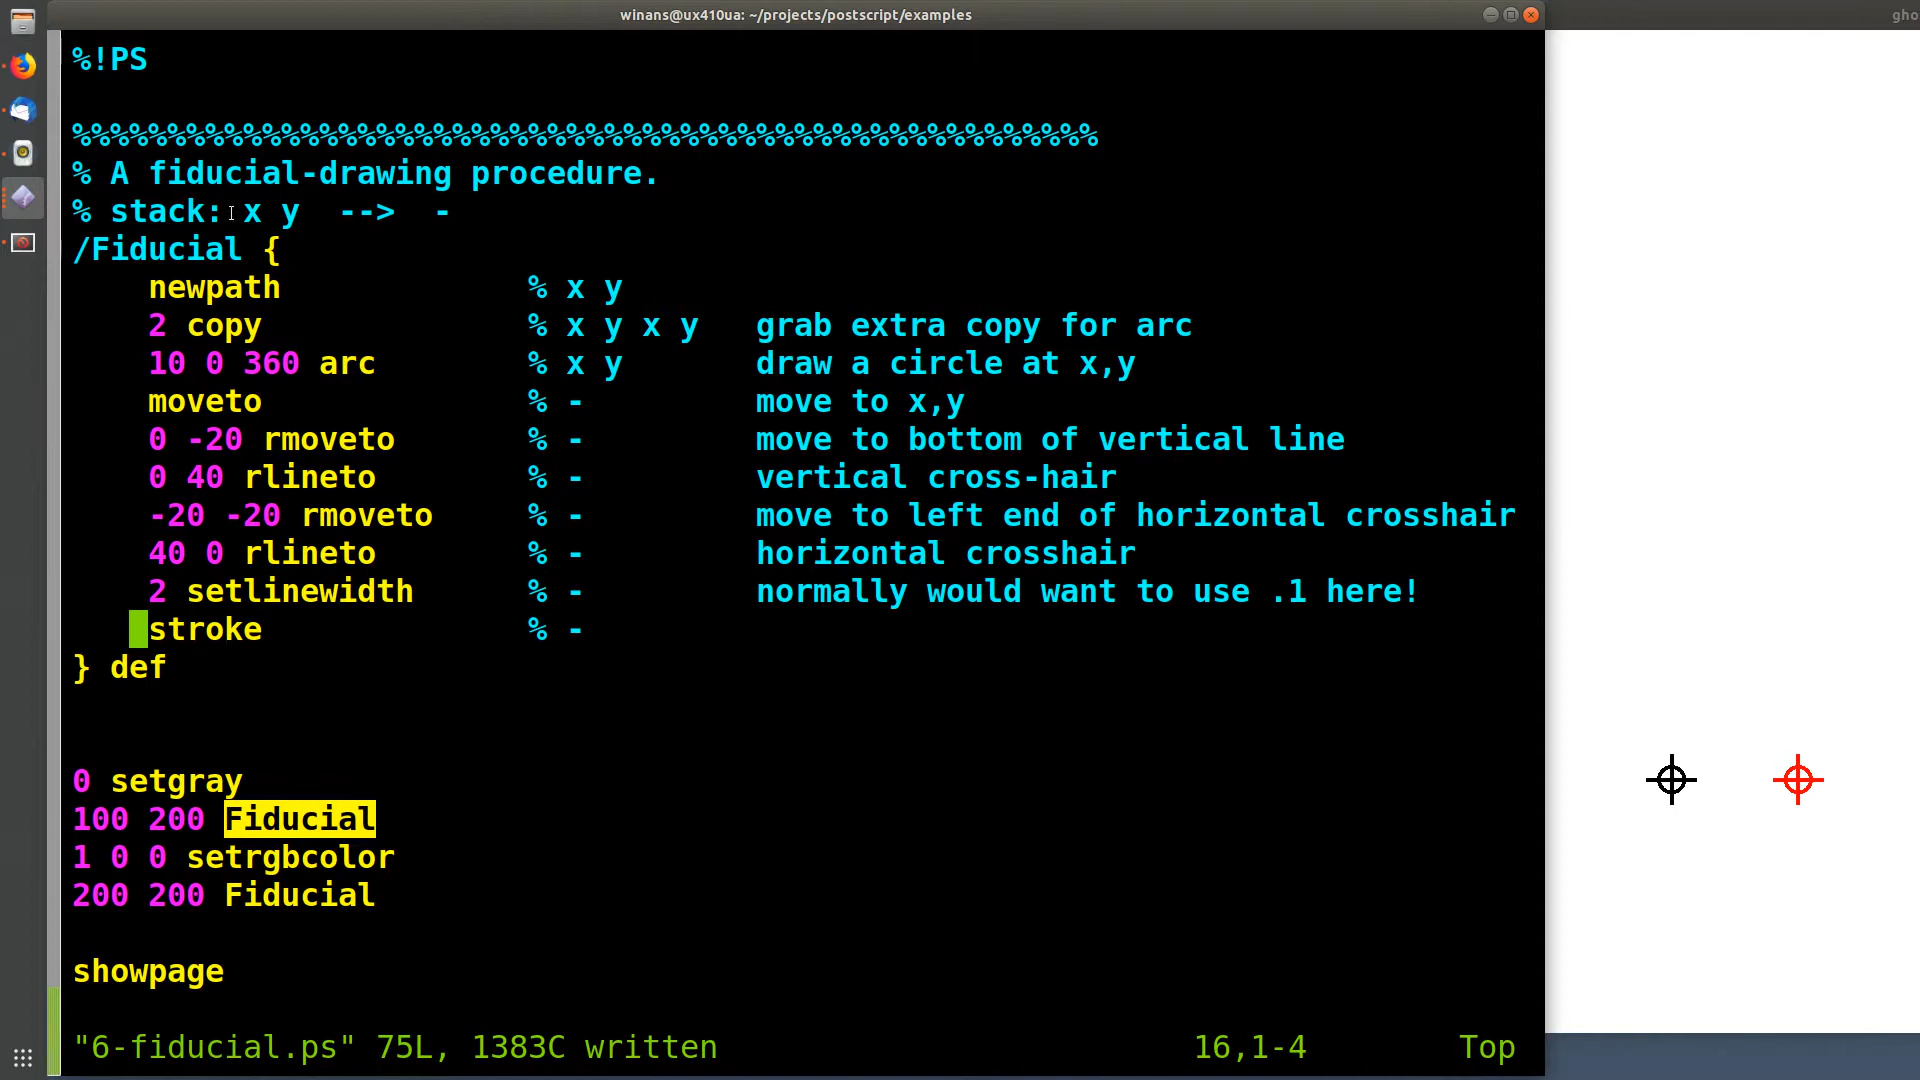 winans@ux410ua: ~/projects/postscript/examples
gho
%!PS
%%%%%%%%%%%%%%%%%%%%%%%%%%%%%%%%%%%%%%%%%%%%%%%%%%%%%%
% A fiducial-drawing procedure.
% stack: x y  -->  -
/Fiducial {
    newpath             % x y
    2 copy              % x y x y   grab extra copy for arc
    10 0 360 arc        % x y       draw a circle at x,y
    moveto              % -         move to x,y
    0 -20 rmoveto       % -         move to bottom of vertical line
    0 40 rlineto        % -         vertical cross-hair
    -20 -20 rmoveto     % -         move to left end of horizontal crosshair
    40 0 rlineto        % -         horizontal crosshair
    2 setlinewidth      % -         normally would want to use .1 here!
    stroke              % -
} def
0 setgray
100 200 Fiducial
1 0 0 setrgbcolor
200 200 Fiducial
showpage
"6-fiducial.ps" 75L, 1383C written                         16,1-4        Top